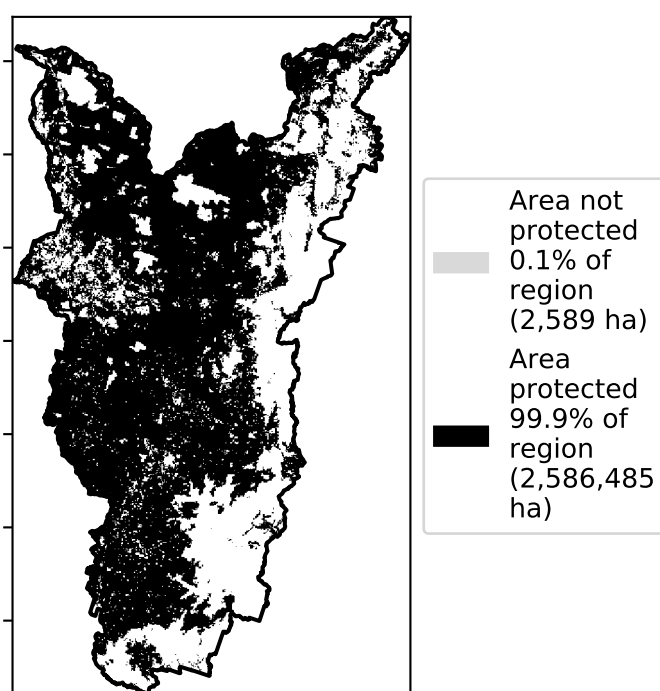 Area not
protected
0.1% of
region
(2,589 ha)
Area
protected
99.9% of
region
(2,586,485
ha)